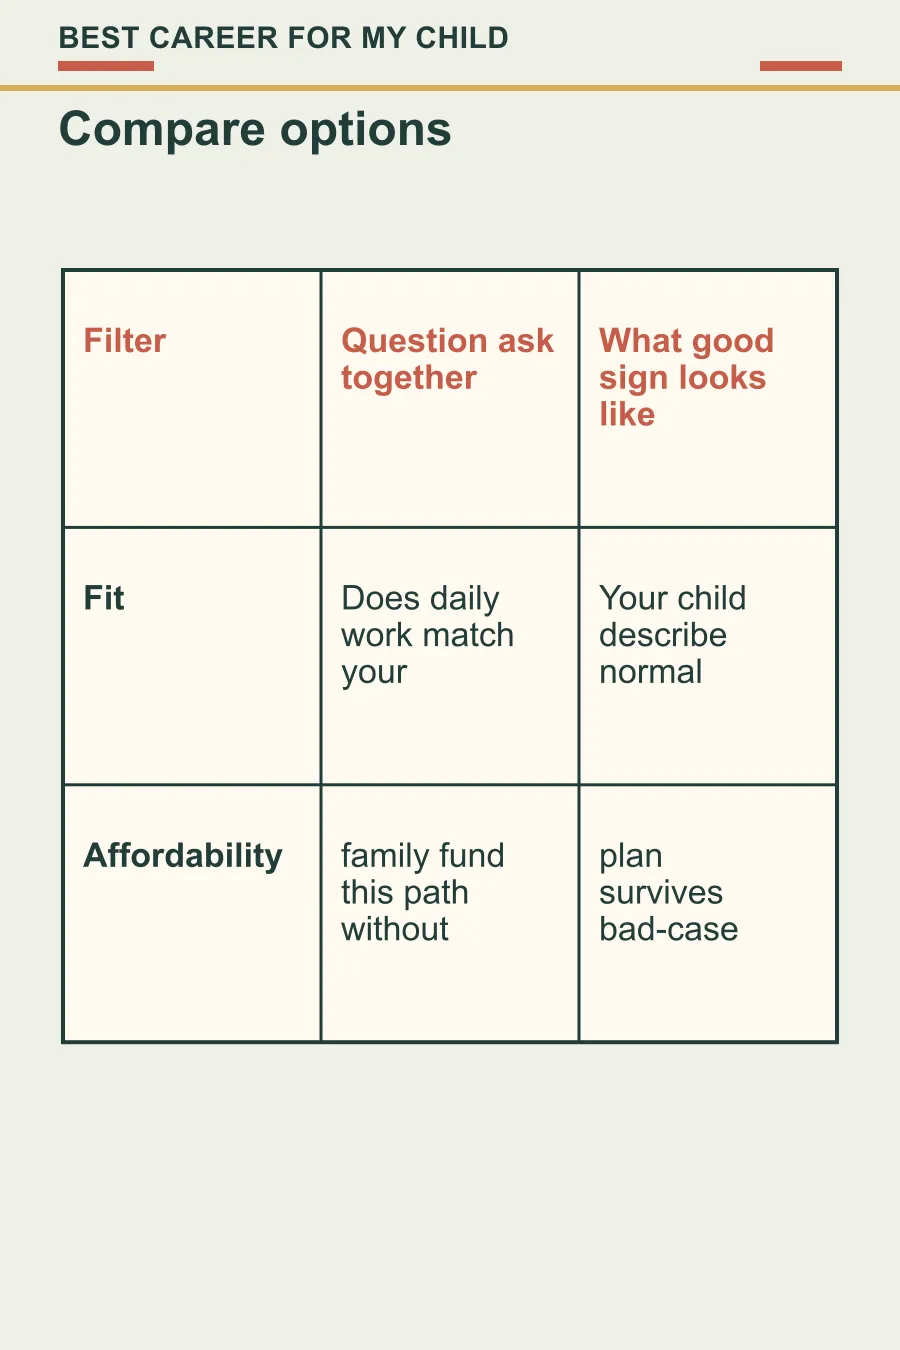 BEST CAREER FOR MY CHILD
Compare options
Filter
Question ask
together
What good
sign looks
like
Fit
Does daily
work match
your
Your child
describe
normal
Affordability
family fund
this path
without
plan
survives
bad-case